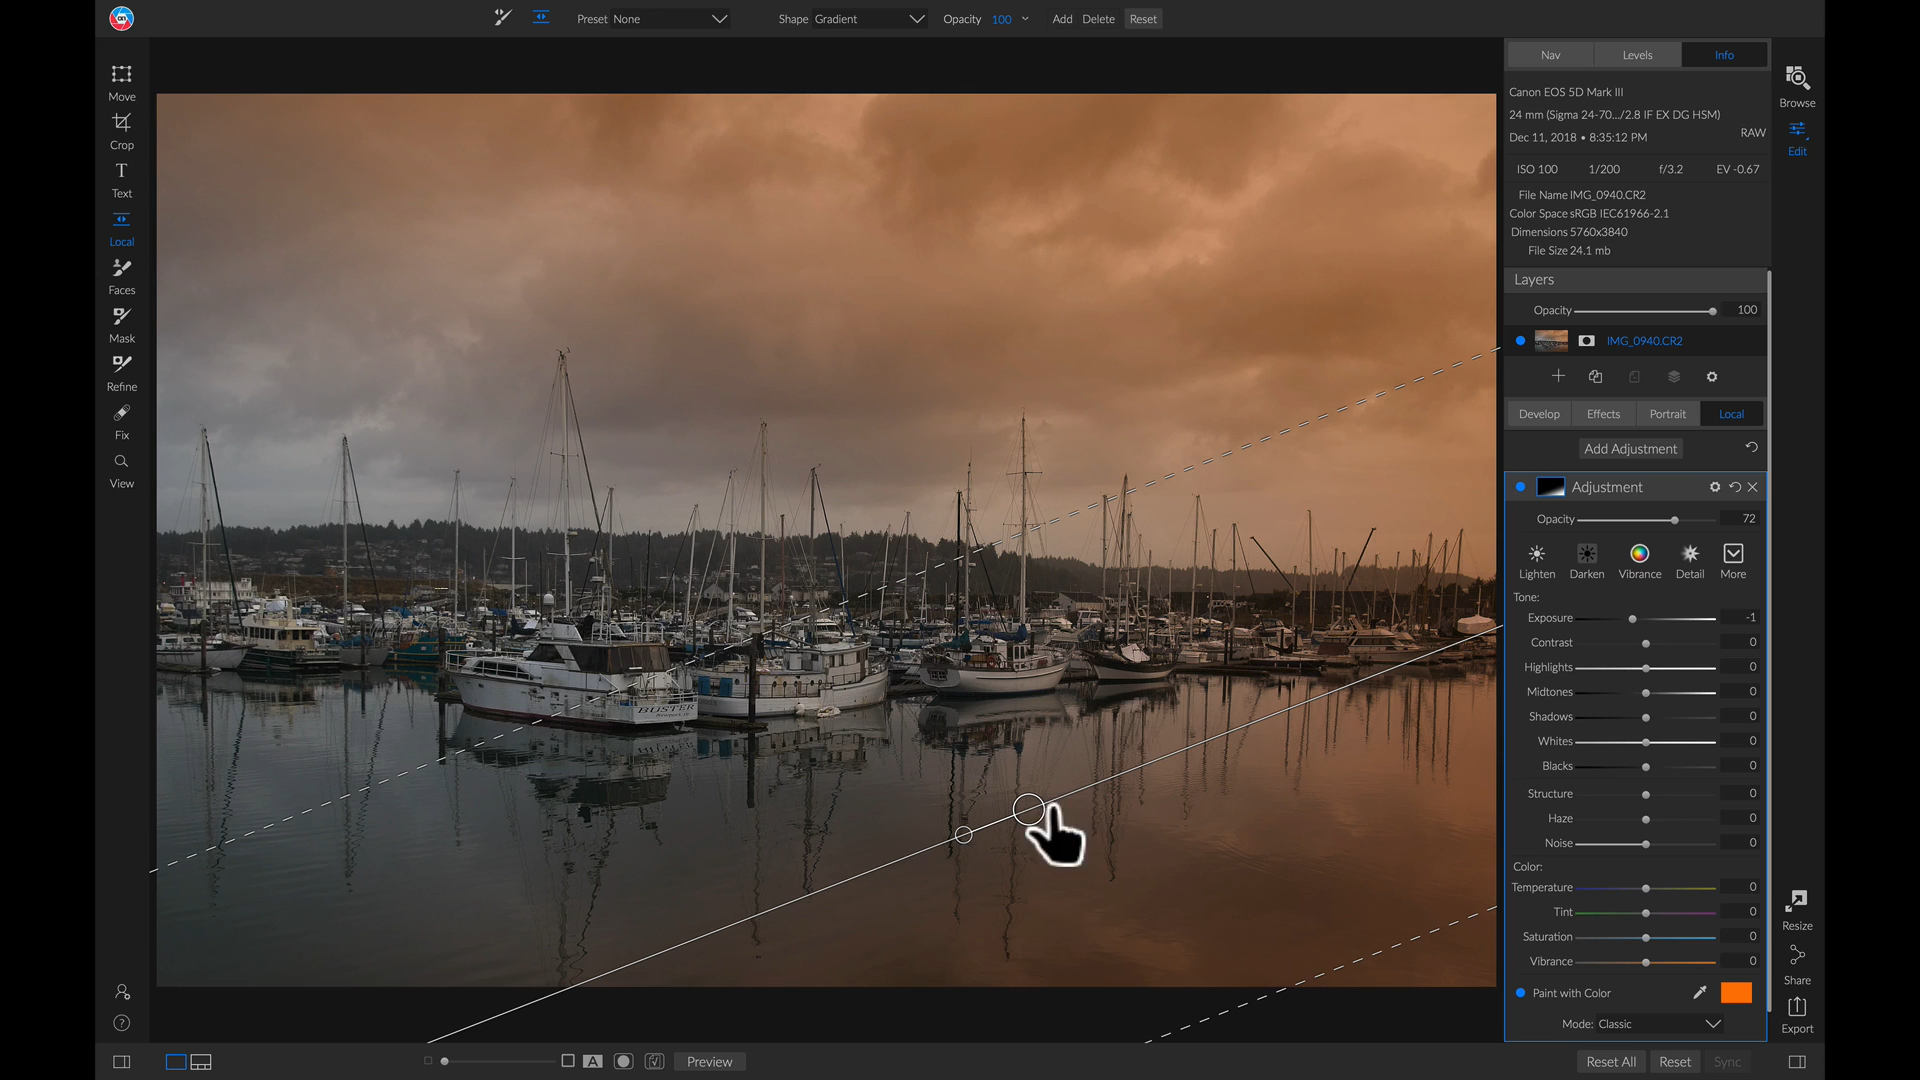 Preset None
Shape Gradient
Opacity 100
Add
Delete
Reset
Move
Crop
T
Text
Local
Faces
Mask
Refine
Fix
View
?
BUSTER
Nav
Levels
Info
Canon EOS 5D Mark III
24 mm (Sigma 24-70.../2.8 IF EX DG HSM)
Dec 11, 2018 • 8:35:12 PM
RAW
ISO 100
1/200
f/3.2
EV -0.67
File Name IMG_0940.CR2
Color Space sRGB IEC61966-2.1
Dimensions 5760x3840
File Size 24.1 mb
Layers
Opacity 100
IMG_0940.CR2
Develop
Effects
Portrait
Local
Add Adjustment
Adjustment
Opacity 72
Lighten
Darken
Vibrance
Detail
More
Tone:
Exposure -1
Contrast 0
Highlights 0
Midtones 0
Shadows 0
Whites 0
Blacks 0
Structure 0
Haze 0
Noise 0
Color:
Temperature 0
Tint 0
Saturation 0
Vibrance 0
Paint with Color
Mode: Classic
Browse
Edit
Resize
Share
Export
A
Preview
Reset All
Reset
Sync